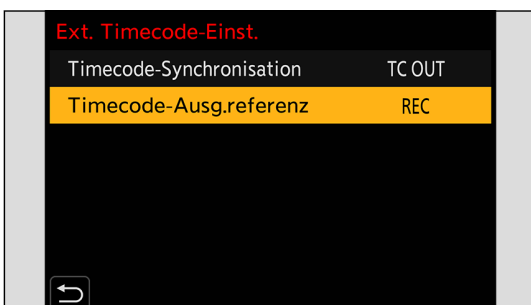 Ext. Timecode-Einst.
Timecode-Synchronisation TC OUT
Timecode-Ausg.referenz REC